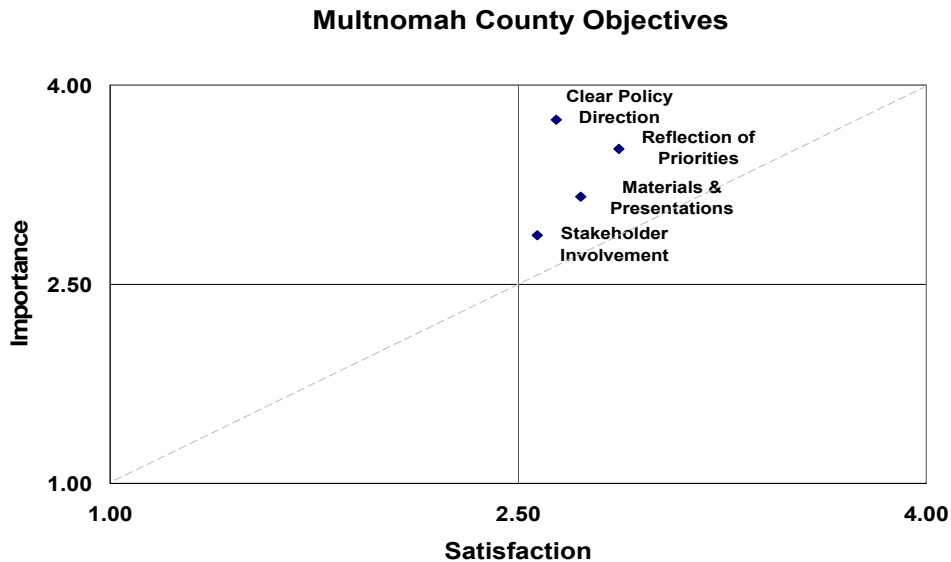 Multnomah County Objectives
4.00
Clear Policy
Direction
Reflection of
Priorities
Materials &
Presentations
Stakeholder
Involvement
Importance
2.50
1.00
1.00
2.50
4.00
Satisfaction